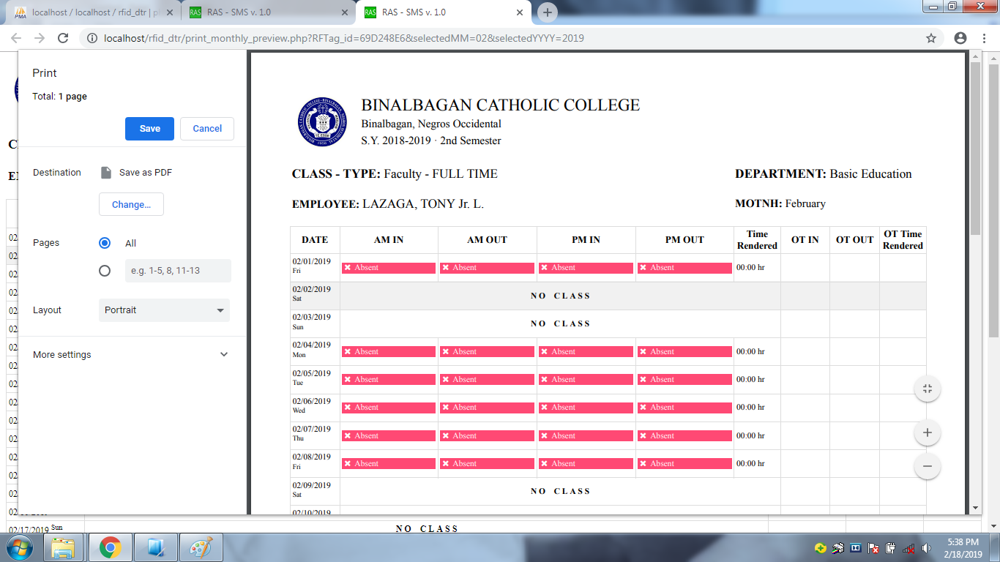 localhost / localhost / rfid_dtr | p
RAS - SMS v. 1.0
RAS - SMS v. 1.0
localhost/rfid_dtr/print_monthly_preview.php?RFTag_id=69D248E6&selectedMM=02&selectedYYYY=2019
Print
Total: 1 page
Save Cancel
Destination Save as PDF
Change...
Pages All
e.g. 1-5, 8, 11-13
Layout Portrait
More settings
BINALBAGAN CATHOLIC COLLEGE
Binalbagan, Negros Occidental
S.Y. 2018-2019 · 2nd Semester
CLASS - TYPE: Faculty - FULL TIME DEPARTMENT: Basic Education
EMPLOYEE: LAZAGA, TONY Jr. L. MOTNH: February
DATE AM IN AM OUT PM IN PM OUT Time Rendered OT IN OT OUT OT Time Rendered
02/01/2019 Fri Absent Absent Absent Absent 00:00 hr
02/02/2019 Sat NO CLASS
02/03/2019 Sun NO CLASS
02/04/2019 Mon Absent Absent Absent Absent 00:00 hr
02/05/2019 Tue Absent Absent Absent Absent 00:00 hr
02/06/2019 Wed Absent Absent Absent Absent 00:00 hr
02/07/2019 Thu Absent Absent Absent Absent 00:00 hr
02/08/2019 Fri Absent Absent Absent Absent 00:00 hr
02/09/2019 Sat NO CLASS
02/10/2019
02/17/2019 Sun NO CLASS
5:38 PM
2/18/2019